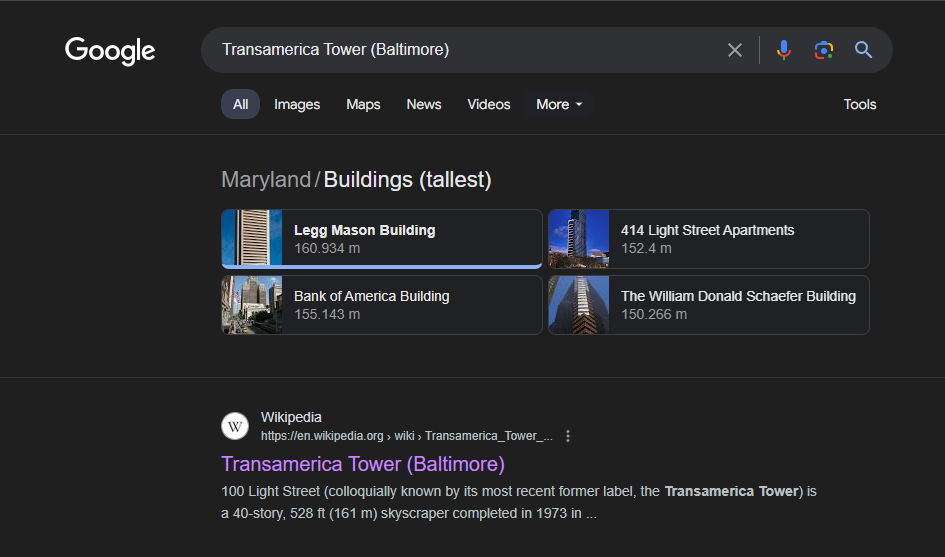 Google
Transamerica Tower (Baltimore)
All Images Maps News Videos More Tools
Maryland/Buildings (tallest)
Legg Mason Building
160.934 m
414 Light Street Apartments
152.4 m
Bank of America Building
155.143 m
The William Donald Schaefer Building
150.266 m
W
Wikipedia
https://en.wikipedia.org › wiki › Transamerica_Tower_...
Transamerica Tower (Baltimore)
100 Light Street (colloquially known by its most recent former label, the Transamerica Tower) is
a 40-story, 528 ft (161 m) skyscraper completed in 1973 in ...